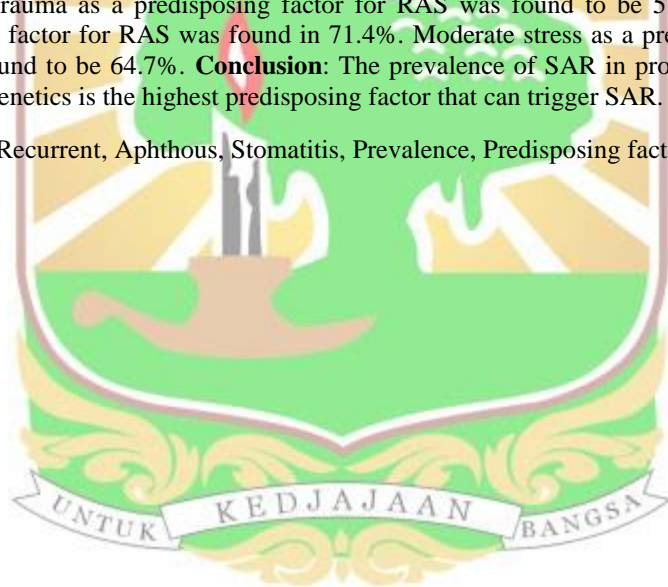 rauma as a predisposing factor for RAS was found to be 5
factor for RAS was found in 71.4%. Moderate stress as a pre
und to be 64.7%. Conclusion: The prevalence of SAR in pro
enetics is the highest predisposing factor that can trigger SAR.
Recurrent, Aphthous, Stomatitis, Prevalence, Predisposing fact
UNTUK KEDJAJAAN BANGSA